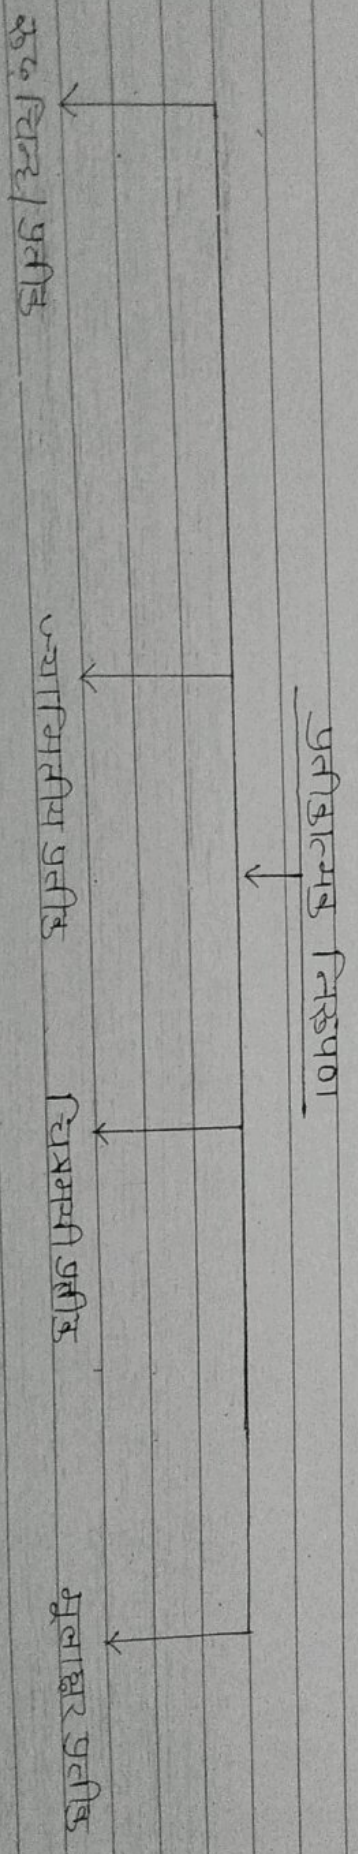 प्रतीकात्मक निरूपण
रूढ़ चिन्ह / प्रतीक
ज्यामितीय प्रतीक
चित्रमयी प्रतीक
मूलाक्षर प्रतीक